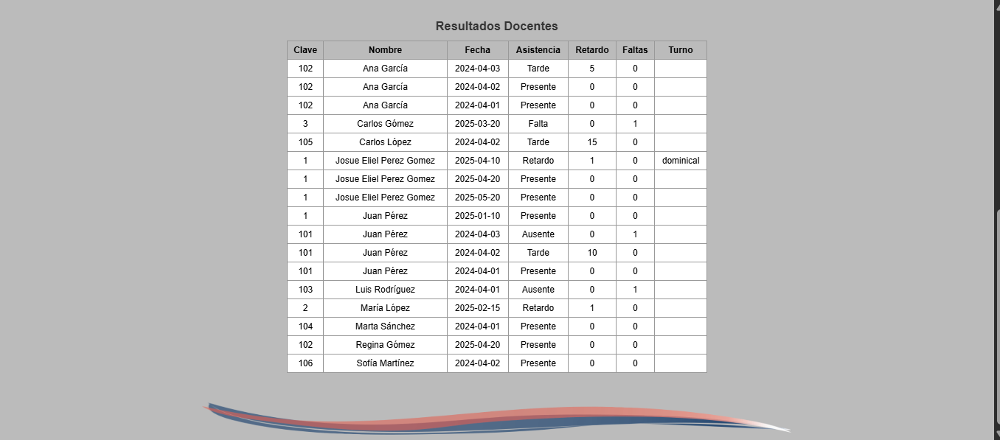 Resultados Docentes
Clave Nombre Fecha Asistencia Retardo Faltas Turno
102 Ana García 2024-04-03 Tarde 5 0
102 Ana García 2024-04-02 Presente 0 0
102 Ana García 2024-04-01 Presente 0 0
3 Carlos Gómez 2025-03-20 Falta 0 1
105 Carlos López 2024-04-02 Tarde 15 0
1 Josue Eliel Perez Gomez 2025-04-10 Retardo 1 0 dominical
1 Josue Eliel Perez Gomez 2025-04-20 Presente 0 0
1 Josue Eliel Perez Gomez 2025-05-20 Presente 0 0
1 Juan Pérez 2025-01-10 Presente 0 0
101 Juan Pérez 2024-04-03 Ausente 0 1
101 Juan Pérez 2024-04-02 Tarde 10 0
101 Juan Pérez 2024-04-01 Presente 0 0
103 Luis Rodríguez 2024-04-01 Ausente 0 1
2 María López 2025-02-15 Retardo 1 0
104 Marta Sánchez 2024-04-01 Presente 0 0
102 Regina Gómez 2025-04-20 Presente 0 0
106 Sofía Martínez 2024-04-02 Presente 0 0